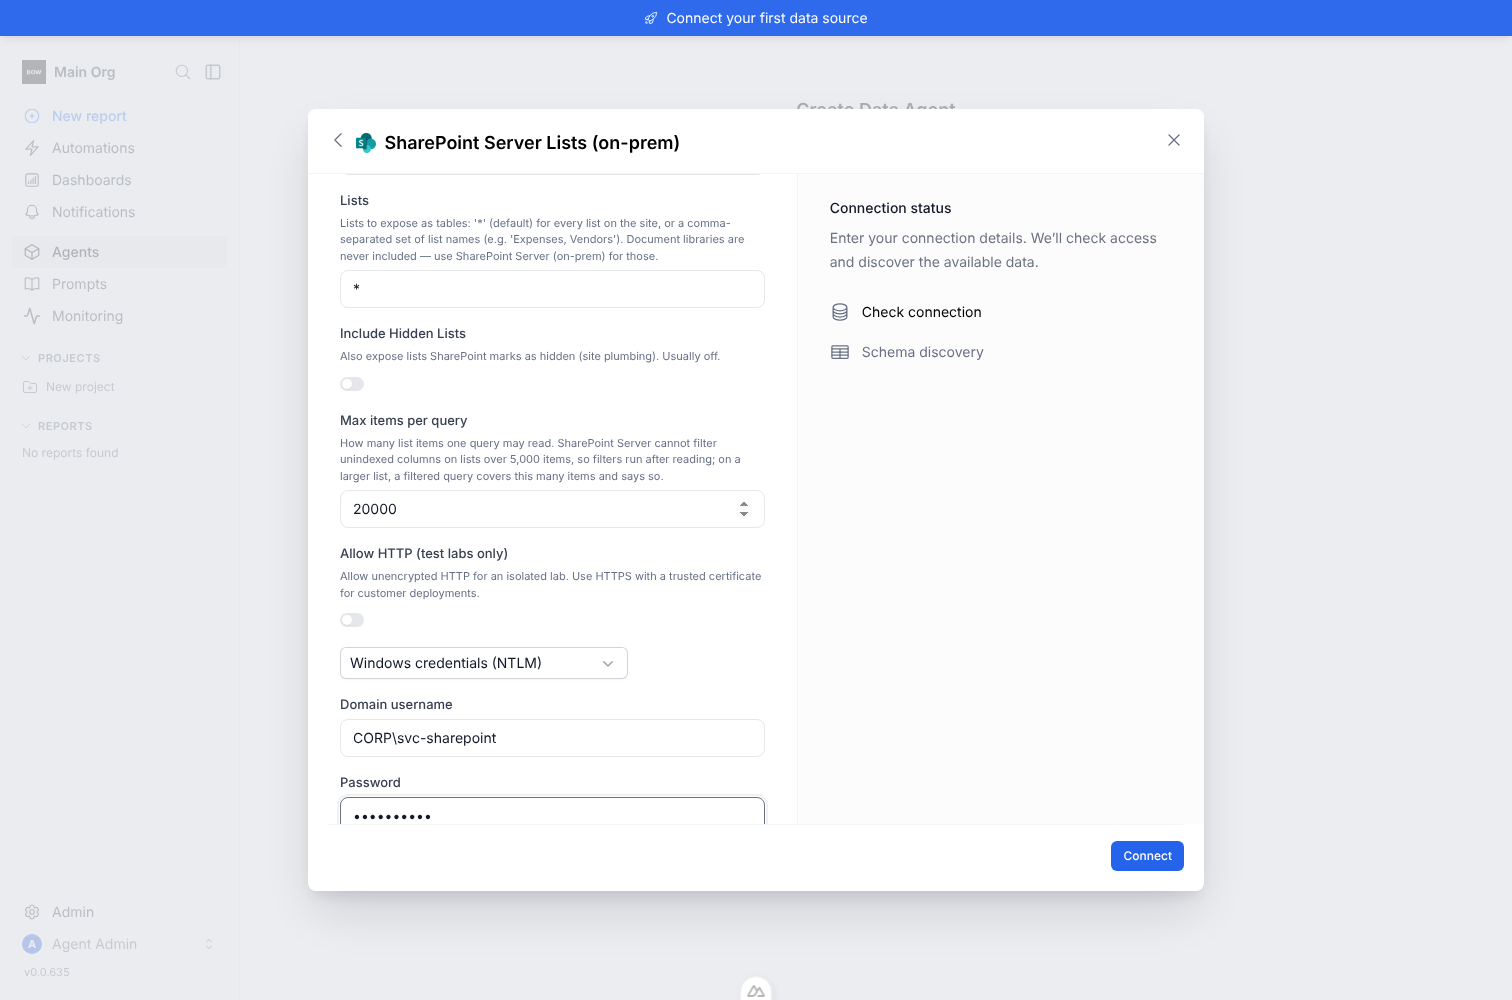 Connect your first data source
BOW
Main Org
New report
Automations
Dashboards
Notifications
Agents
Prompts
Monitoring
PROJECTS
New project
REPORTS
No reports found
Admin
A
Agent Admin
v0.0.635
Create Data Agent
SharePoint Server Lists (on-prem)
Lists
Lists to expose as tables: '*' (default) for every list on the site, or a comma-
separated set of list names (e.g. 'Expenses, Vendors'). Document libraries are
never included — use SharePoint Server (on-prem) for those.
*
Include Hidden Lists
Also expose lists SharePoint marks as hidden (site plumbing). Usually off.
Max items per query
How many list items one query may read. SharePoint Server cannot filter
unindexed columns on lists over 5,000 items, so filters run after reading; on a
larger list, a filtered query covers this many items and says so.
20000
Allow HTTP (test labs only)
Allow unencrypted HTTP for an isolated lab. Use HTTPS with a trusted certificate
for customer deployments.
Windows credentials (NTLM)
Domain username
CORP\svc-sharepoint
Password
••••••••••
Connection status
Enter your connection details. We’ll check access
and discover the available data.
Check connection
Schema discovery
Connect